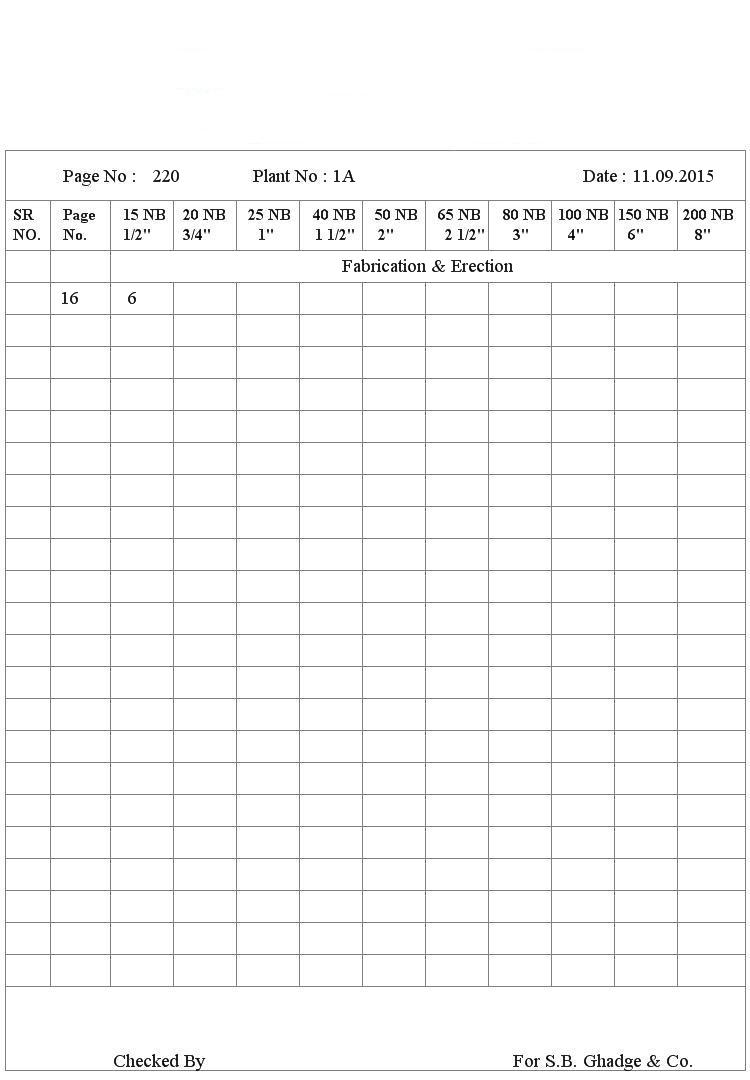 Page No : 220 Plant No : 1A Date : 11.09.2015
SR NO. Page No. 15 NB 1/2" 20 NB 3/4" 25 NB 1" 40 NB 1 1/2" 50 NB 2" 65 NB 2 1/2" 80 NB 3" 100 NB 4" 150 NB 6" 200 NB 8"
Fabrication & Erection
16 6
Checked By For S.B. Ghadge & Co.